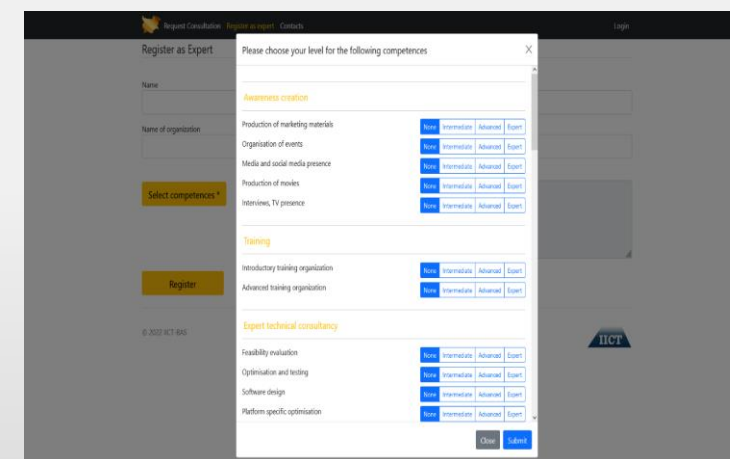 Request Consultation Register as expert Contacts Login
Register as Expert
Name
Name of organization
Select competences *
Register
© 2022 IICT-BAS
IICT
Please choose your level for the following competences X
Awareness creation
Production of marketing materials None Intermediate Advanced Expert
Organisation of events None Intermediate Advanced Expert
Media and social media presence None Intermediate Advanced Expert
Production of movies None Intermediate Advanced Expert
Interviews, TV presence None Intermediate Advanced Expert
Training
Introductory training organization None Intermediate Advanced Expert
Advanced training organization None Intermediate Advanced Expert
Expert technical consultancy
Feasibility evaluation None Intermediate Advanced Expert
Optimisation and testing None Intermediate Advanced Expert
Software design None Intermediate Advanced Expert
Platform specific optimisation None Intermediate Advanced Expert
Close Submit